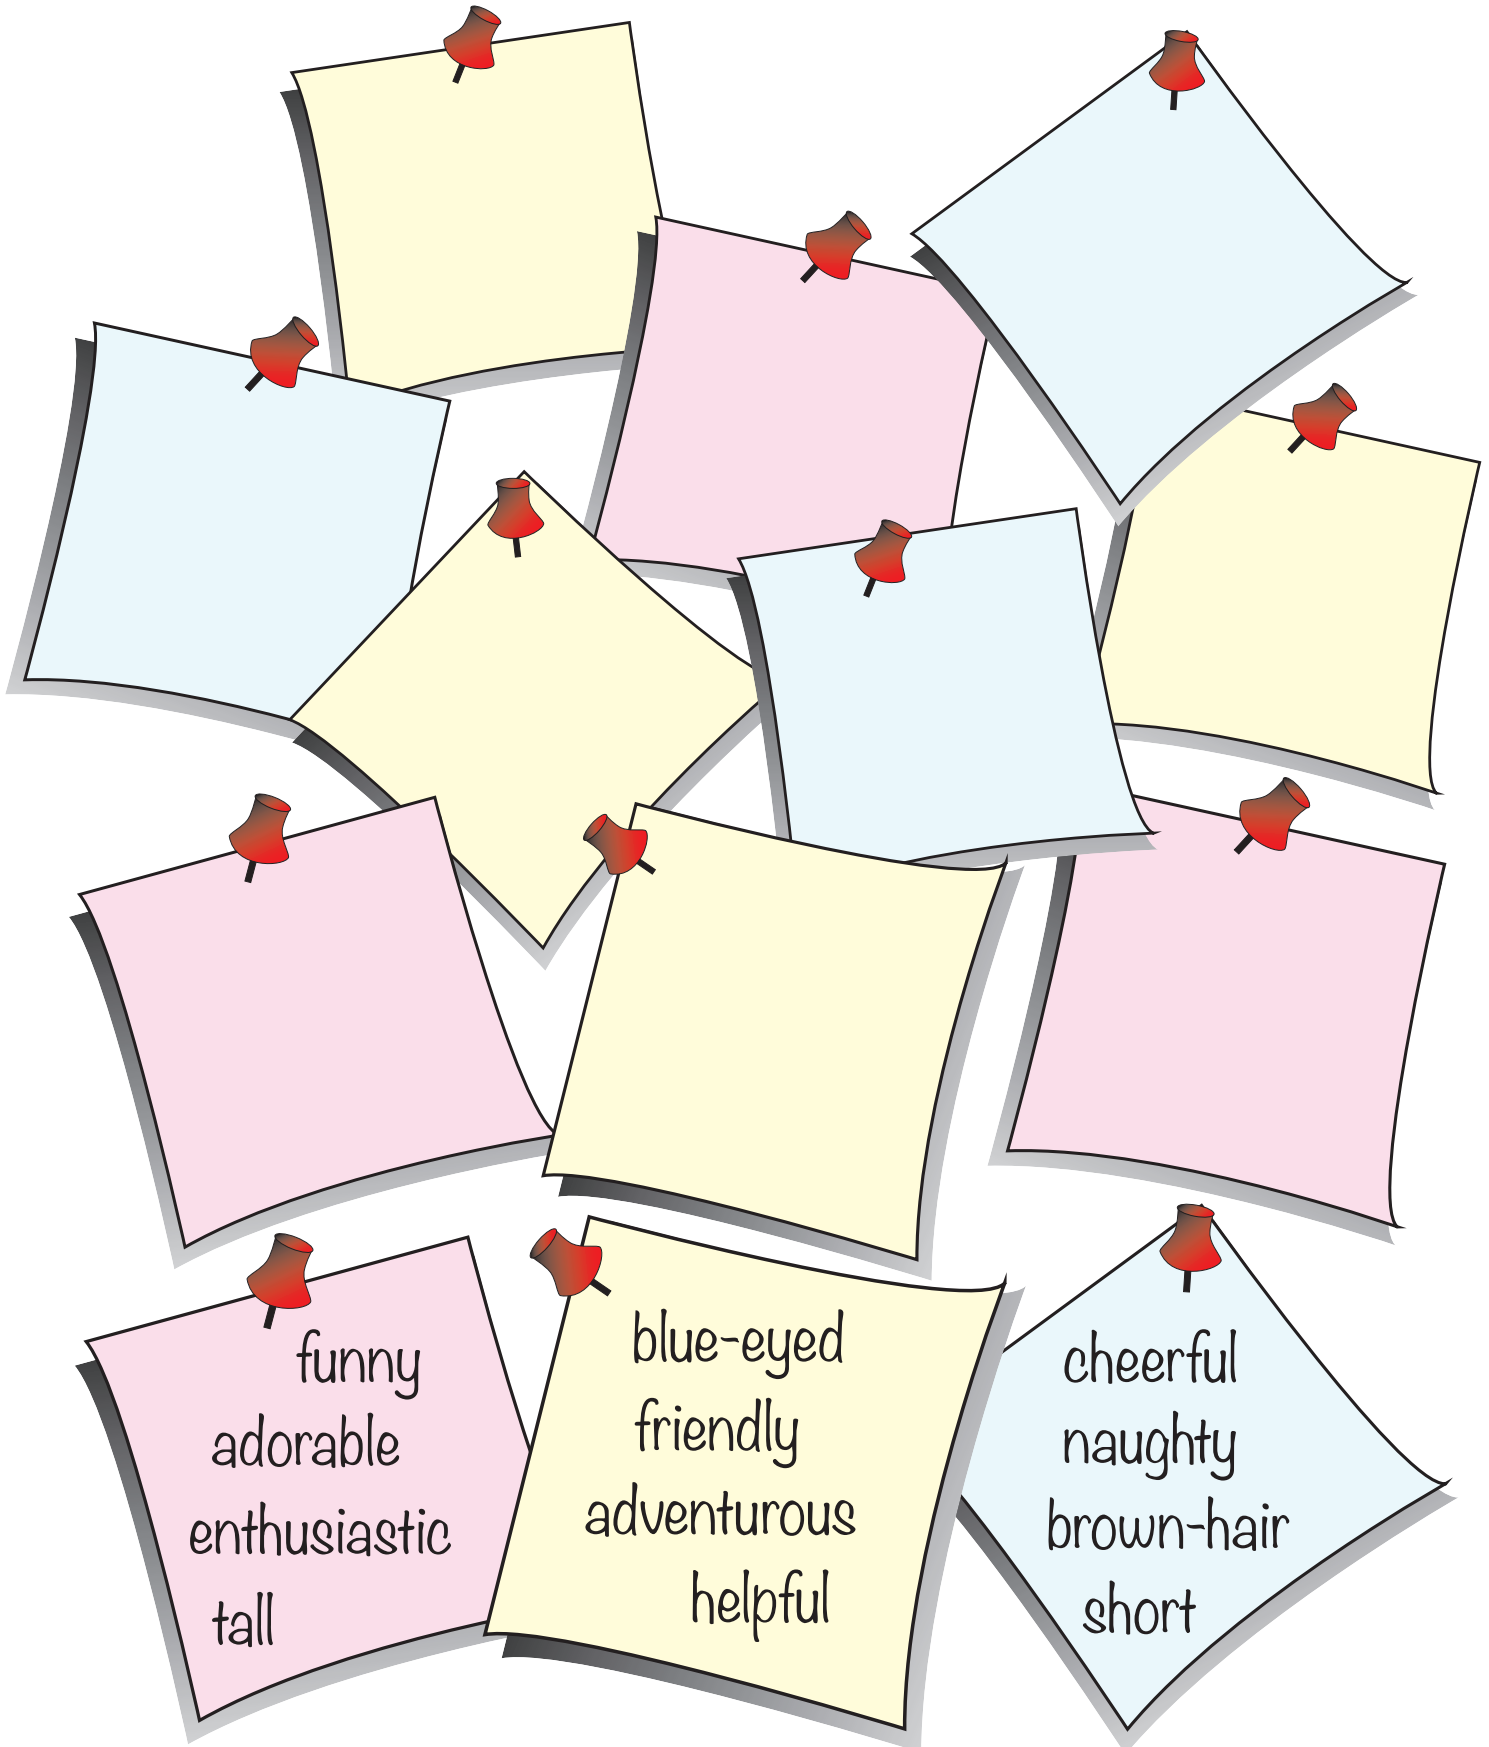 funny
adorable
enthusiastic
tall
blue-eyed
friendly
adventurous
helpful
cheerful
naughty
brown-hair
short